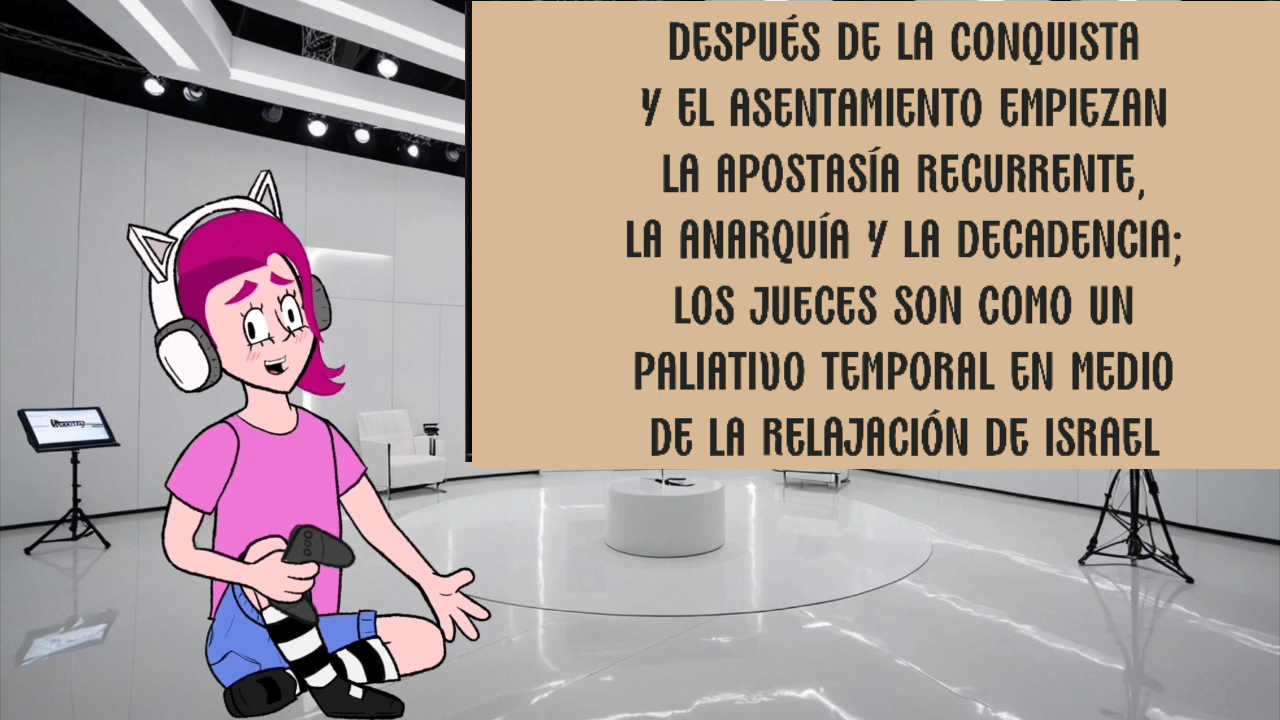 DESPUÉS DE LA CONQUISTA
Y EL ASENTAMIENTO EMPIEZAN
LA APOSTASÍA RECURRENTE,
LA ANARQUÍA Y LA DECADENCIA;
LOS JUECES SON COMO UN
PALIATIVO TEMPORAL EN MEDIO
DE LA RELAJACIÓN DE ISRAEL